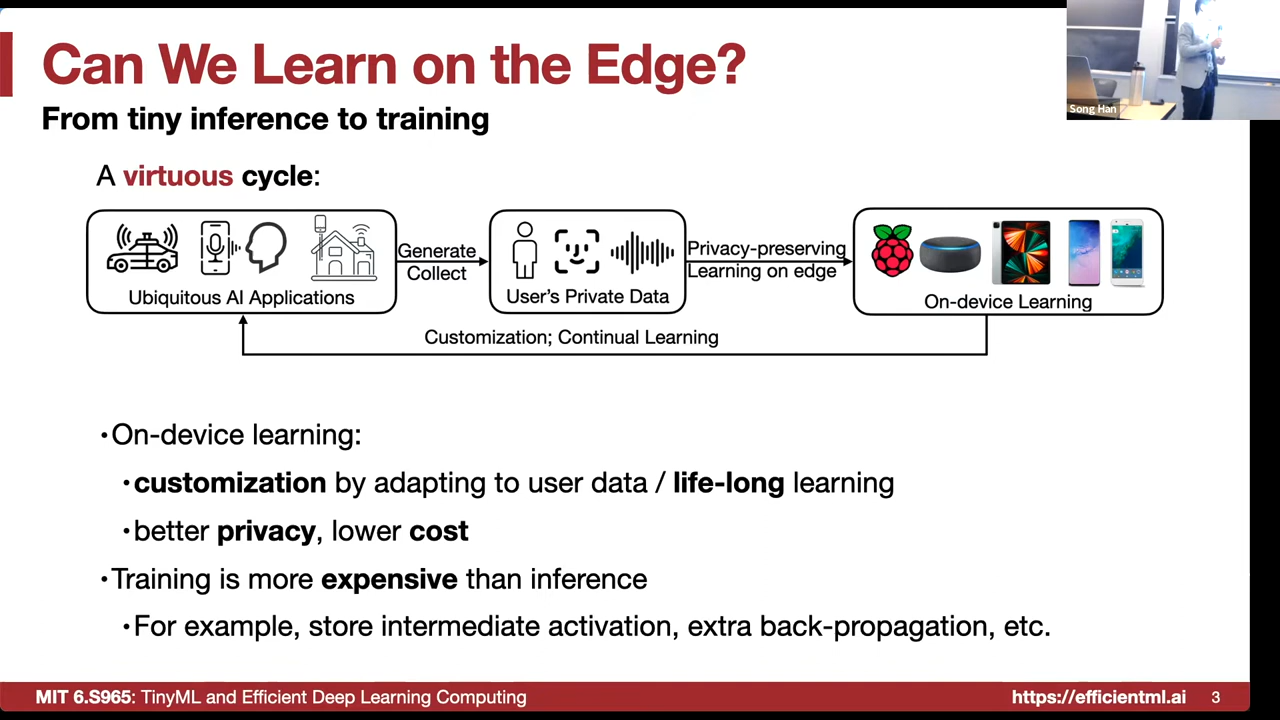 Can We Learn on the Edge?
From tiny inference to training
Song Han
A virtuous cycle:
Ubiquitous AI Applications
Generate
Collect
User's Private Data
Privacy-preserving
Learning on edge
On-device Learning
Customization; Continual Learning
•On-device learning:
•customization by adapting to user data / life-long learning
•better privacy, lower cost
•Training is more expensive than inference
•For example, store intermediate activation, extra back-propagation, etc.
MIT 6.S965: TinyML and Efficient Deep Learning Computing
https://efficientml.ai 3